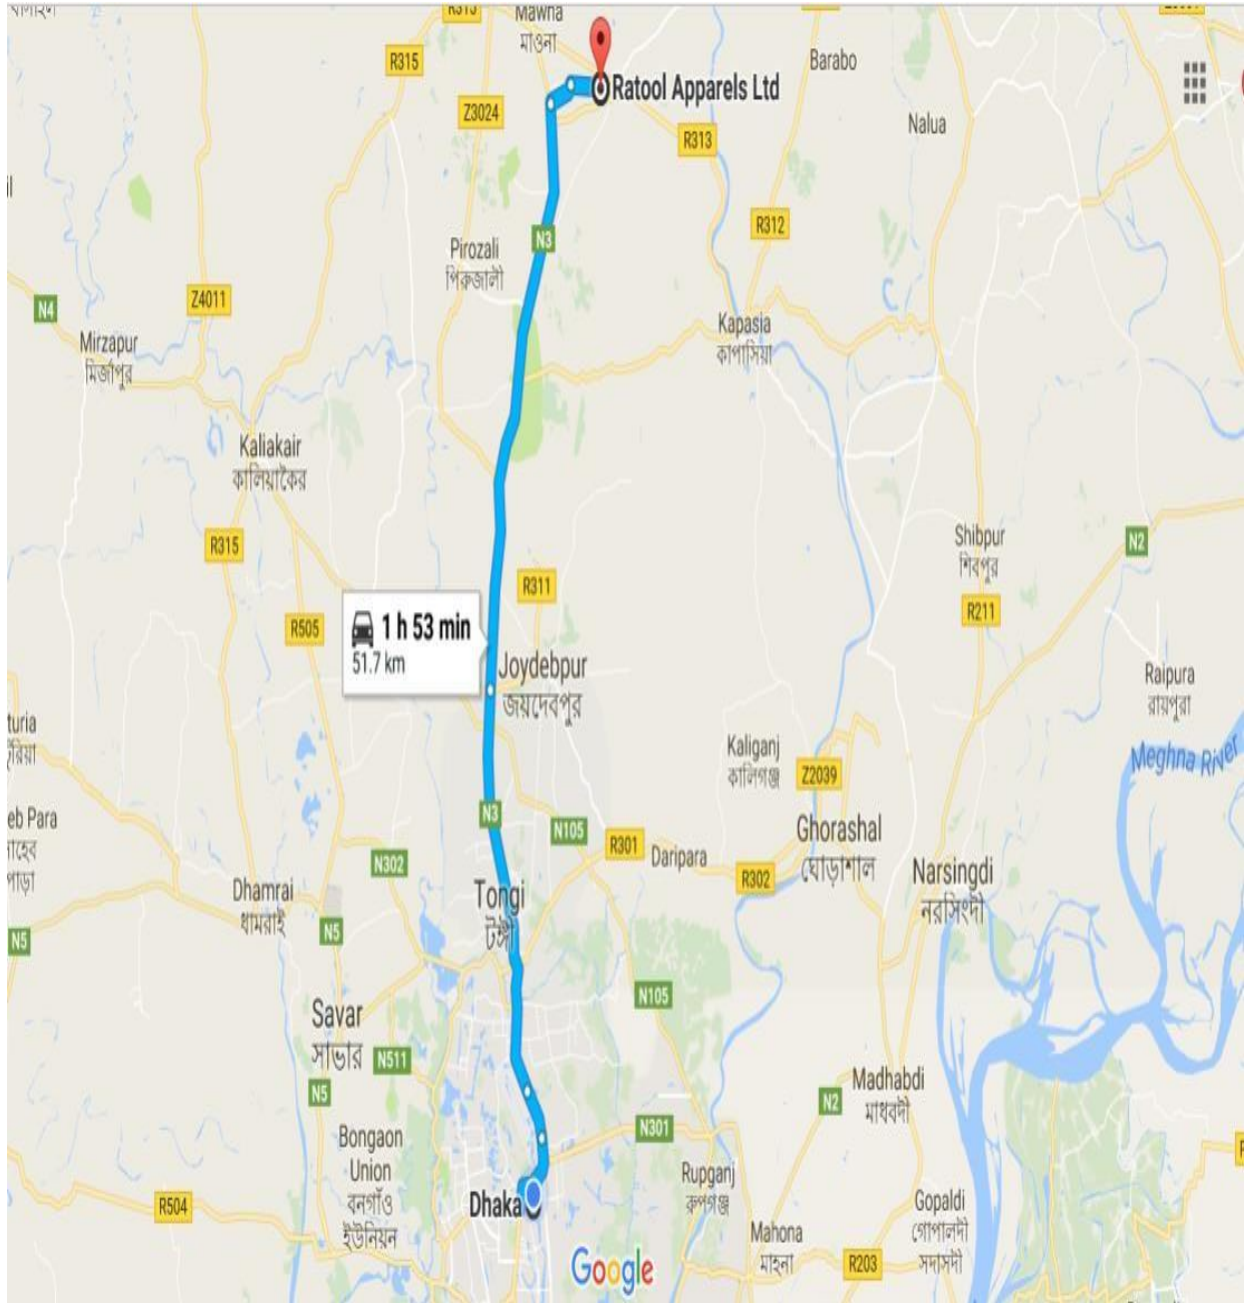 R313
Mawna
মাওনা
R315
Barabo
Ratool Apparels Ltd
Z3024
Nalua
R313
R312
Pirozali
পিরুজালী
N3
Z4011
N4
Kapasia
কাপাসিয়া
Mirzapur
মির্জাপুর
Kaliakair
কালিয়াকৈর
Shibpur
শিবপুর
N2
R315
R311
R211
R505
1 h 53 min
51.7 km
Joydebpur
জয়দেবপুর
Raipura
রায়পুরা
turia
Kaliganj
কালিগঞ্জ
Meghna River
Z2039
N3
eb Para
পাড়া
N105
R301
Daripara
Ghorashal
ঘোড়াশাল
N302
R302
Narsingdi
নরসিংদী
Dhamrai
ধামরাই
Tongi
টঙ্গী
N5
N5
N105
Savar
সাভার
N511
Madhabdi
মাধবদী
N5
N2
N301
Bongaon
Union
বনগাঁও
ইউনিয়ন
Rupganj
রুপগঞ্জ
R504
Dhaka
Gopaldi
গোপালদী
সদাসদী
Mahona
মাহনা
R203
Google